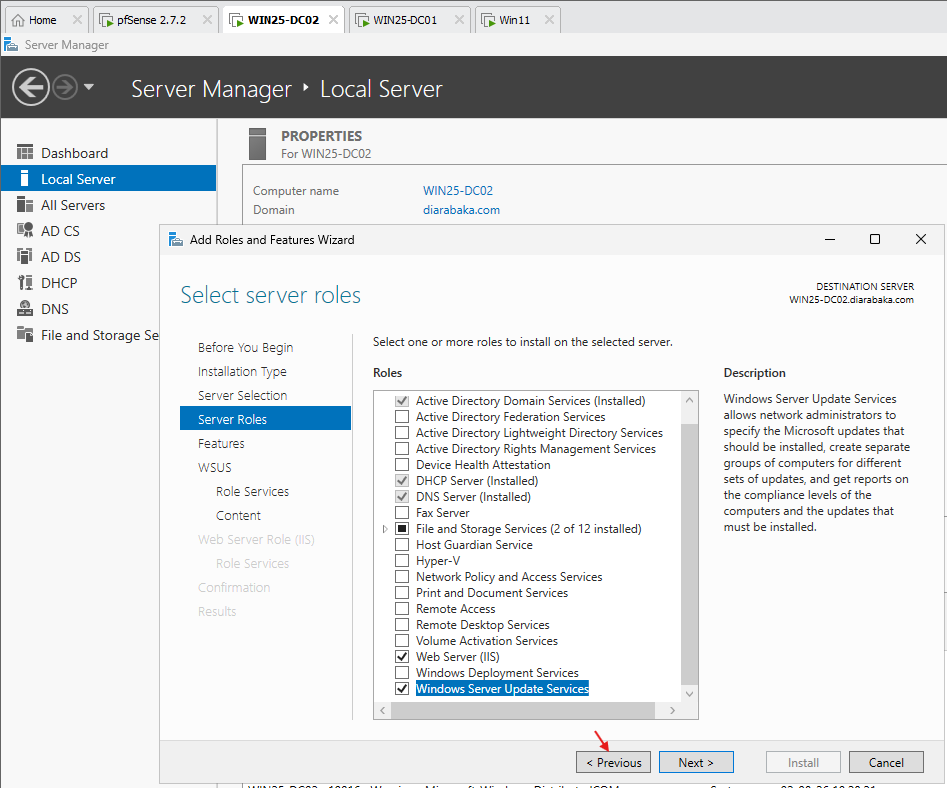 Home
pfSense 2.7.2
WIN25-DC02
WIN25-DC01
Win11
Server Manager
Server Manager
Local Server
PROPERTIES
For WIN25-DC02
Dashboard
Local Server
All Servers
AD CS
AD DS
DHCP
DNS
File and Storage Se
Computer name
WIN25-DC02
Domain
diarabaka.com
Add Roles and Features Wizard
Select server roles
DESTINATION SERVER
WIN25-DC02.diarabaka.com
Before You Begin
Installation Type
Server Selection
Server Roles
Features
WSUS
Role Services
Content
Web Server Role (IIS)
Role Services
Confirmation
Results
Select one or more roles to install on the selected server.
Roles
Active Directory Domain Services (Installed)
Active Directory Federation Services
Active Directory Lightweight Directory Services
Active Directory Rights Management Services
Device Health Attestation
DHCP Server (Installed)
DNS Server (Installed)
Fax Server
File and Storage Services (2 of 12 installed)
Host Guardian Service
Hyper-V
Network Policy and Access Services
Print and Document Services
Remote Access
Remote Desktop Services
Volume Activation Services
Web Server (IIS)
Windows Deployment Services
Windows Server Update Services
Description
Windows Server Update Services
allows network administrators to
specify the Microsoft updates that
should be installed, create separate
groups of computers for different
sets of updates, and get reports on
the compliance levels of the
computers and the updates that
must be installed.
< Previous
Next >
Install
Cancel